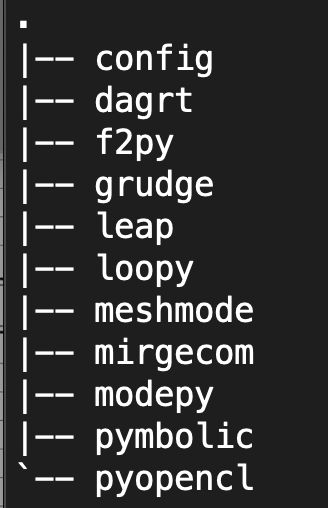 .
|-- config
|-- dagrt
|-- f2py
|-- grudge
|-- leap
|-- loopy
|-- meshmode
|-- mirgecom
|-- modepy
|-- pymbolic
`-- pyopencl